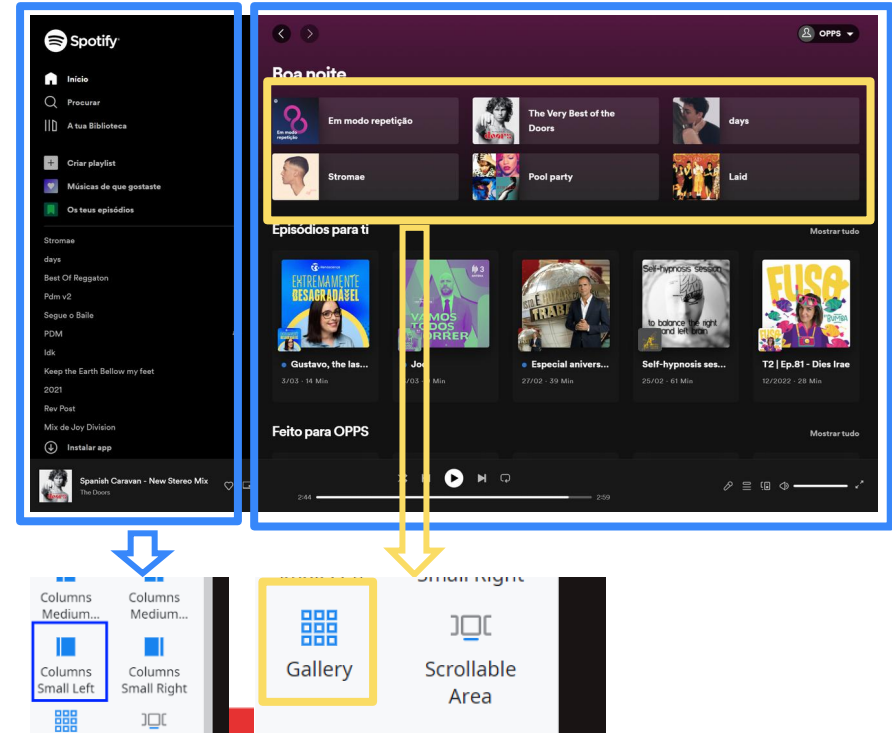 Spotify
Início
Procurar
A tua Biblioteca
Criar playlist
Músicas de que gostaste
Os teus episódios
Stromae
days
Best Of Reggaton
Pdm v2
Segue o Baile
PDM
Idk
Keep the Earth Bellow my feet
2021
Rev Post
Mix de Joy Division
Instalar app
Spanish Caravan - New Stereo Mix
The Doors
OPPS
Boa noite
Em modo repetição
Em modo repetição
The Very Best of the
Doors
days
Stromae
Pool party
Laid
Episódios para ti
Mostrar tudo
EXTREMAMENTE
DESAGRADÁVEL
VAMOS
TODOS
Self-hypnosis session
to balance the right
and left brain
Gustavo, the las...
3/03 · 14 Min
Especial anivers...
27/02 · 39 Min
Self-hypnosis ses...
25/02 · 61 Min
T2 | Ep.81 - Dies Irae
12/2022 · 28 Min
Feito para OPPS
Mostrar tudo
2:44
2:59
Columns
Medium...
Columns
Medium...
Columns
Small Left
Columns
Small Right
Small Right
Gallery
Scrollable
Area